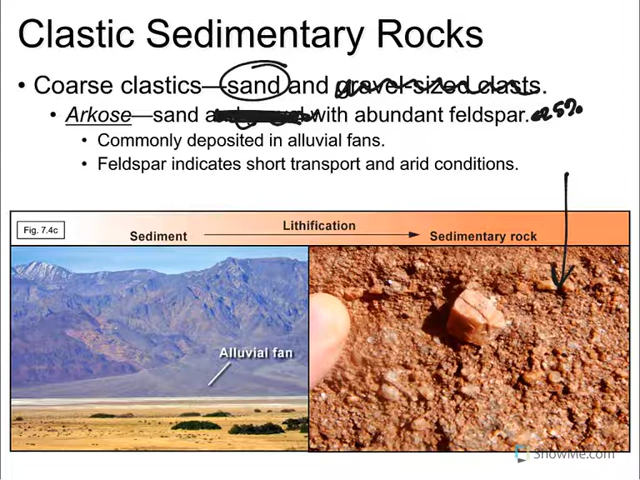 Clastic Sedimentary Rocks
• Coarse clastics—sand and gravel-sized clasts.
• Arkose—sand with abundant feldspar. 25%
• Commonly deposited in alluvial fans.
• Feldspar indicates short transport and arid conditions.
Fig. 7.4c
Lithification
Sediment Sedimentary rock
Alluvial fan
ShowMe.com